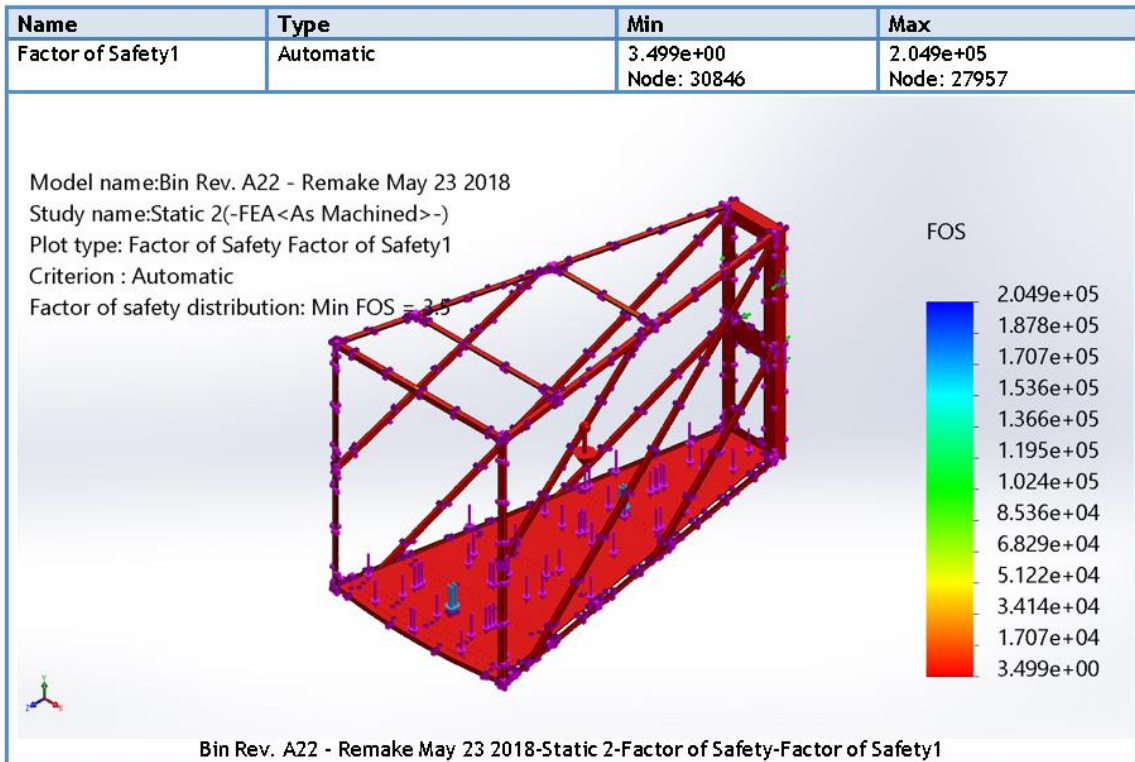 Name Type Min Max
Factor of Safety1 Automatic 3.499e+00 2.049e+05
Node: 30846 Node: 27957
Model name:Bin Rev. A22 - Remake May 23 2018
Study name:Static 2(-FEA<As Machined>-)
Plot type: Factor of Safety Factor of Safety1
Criterion : Automatic
Factor of safety distribution: Min FOS = 3.5
FOS
2.049e+05
1.878e+05
1.707e+05
1.536e+05
1.366e+05
1.195e+05
1.024e+05
8.536e+04
6.829e+04
5.122e+04
3.414e+04
1.707e+04
3.499e+00
Y
Z
X
Bin Rev. A22 - Remake May 23 2018-Static 2-Factor of Safety-Factor of Safety1